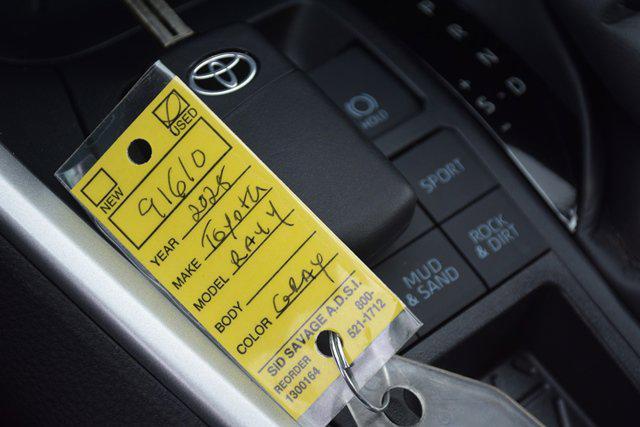 USED
NEW
91610
YEAR 2025
MAKE Toyota
MODEL RAV4
BODY
COLOR GRAY
SID SAVAGE A.D.S.I.
REORDER 800-
1300164 521-1712
P
R
N
+ D
S
-
HOLD
SPORT
ROCK
& DIRT
MUD
& SAND